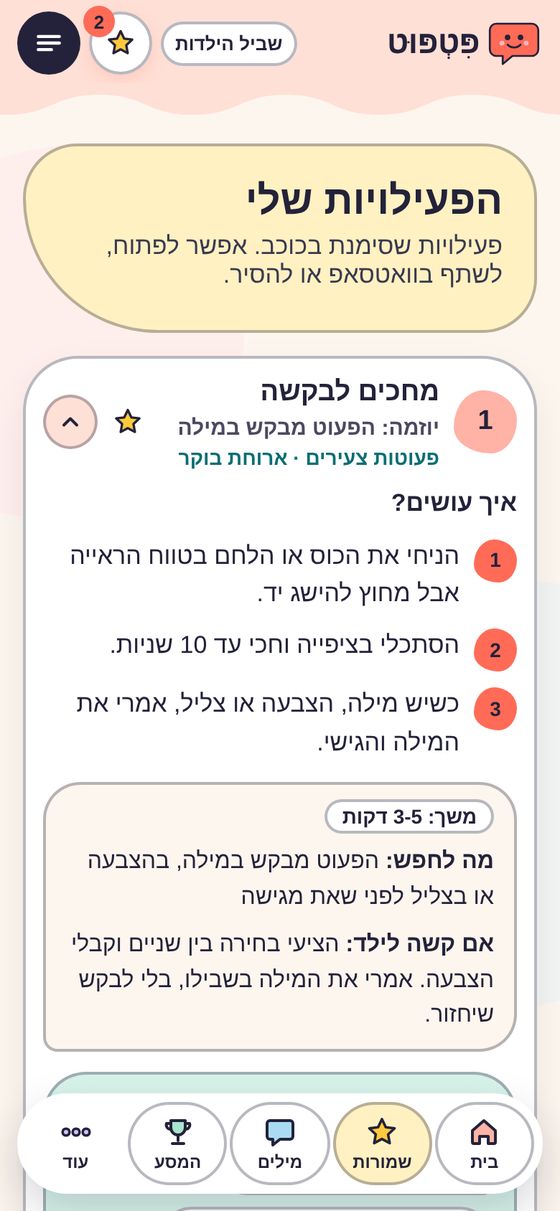 פִּטְפּוּט
שביל הילדות
2
הפעילויות שלי
פעילויות שסימנת בכוכב. אפשר לפתוח,
לשתף בוואטסאפ או להסיר.
1
מחכים לבקשה
יוזמה: הפעוט מבקש במילה
פעוטות צעירים · ארוחת בוקר
איך עושים?
1 הניחי את הכוס או הלחם בטווח הראייה
אבל מחוץ להישג יד.
2 הסתכלי בציפייה וחכי עד 10 שניות.
3 כשיש מילה, הצבעה או צליל, אמרי את
המילה והגישי.
משך: 3-5 דקות
מה לחפש: הפעוט מבקש במילה, בהצבעה
או בצליל לפני שאת מגישה
אם קשה לילד: הציעי בחירה בין שניים וקבלי
הצבעה. אמרי את המילה בשבילו, בלי לבקש
שיחזור.
בית
שמורות
מילים
המסע
עוד